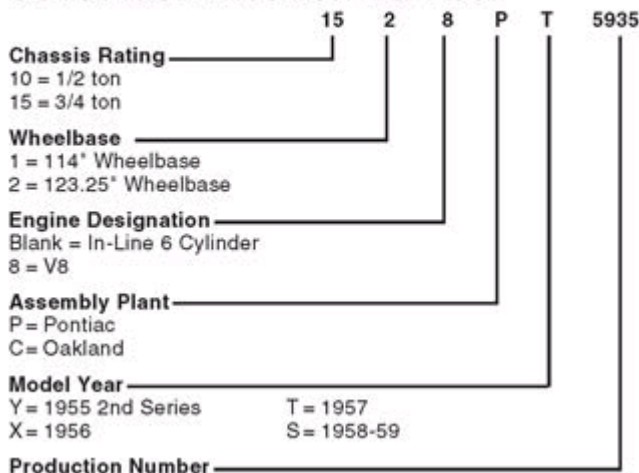 15 2 8 P T 5935
Chassis Rating
10 = 1/2 ton
15 = 3/4 ton
Wheelbase
1 = 114" Wheelbase
2 = 123.25" Wheelbase
Engine Designation
Blank = In-Line 6 Cylinder
8 = V8
Assembly Plant
P = Pontiac
C = Oakland
Model Year
Y = 1955 2nd Series T = 1957
X = 1956 S = 1958-59
Production Number